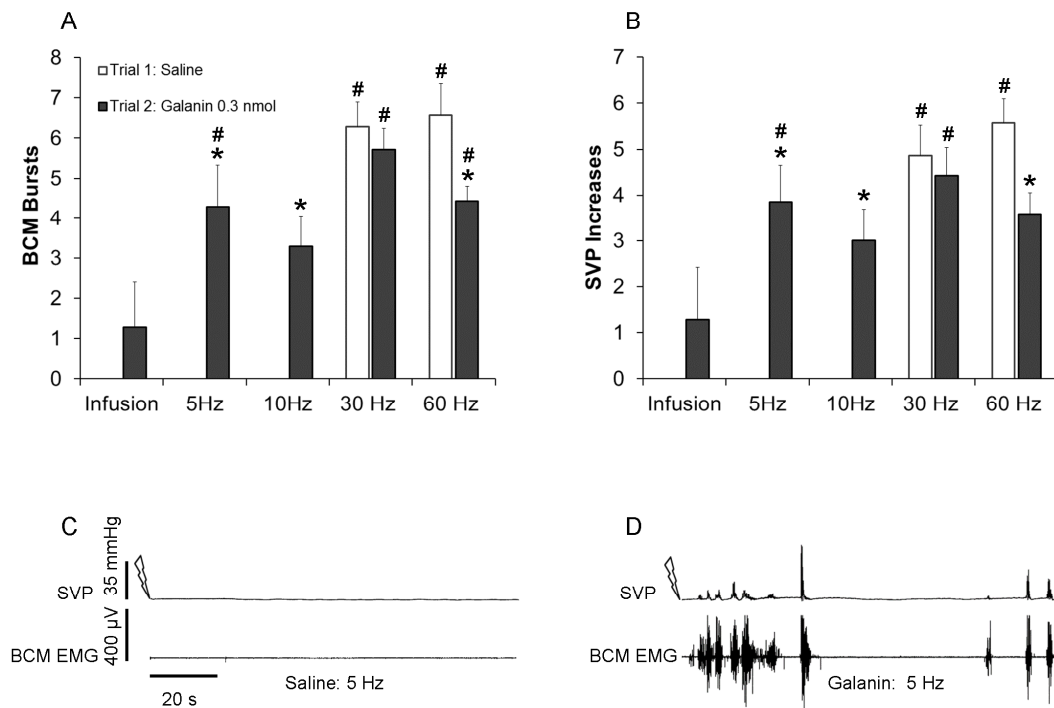 A
8
7
6
5
4
3
2
1
0
BCM Bursts
Trial 1: Saline
Trial 2: Galanin 0.3 nmol
#
*
*
#
#
#
#
*
Infusion 5Hz 10Hz 30 Hz 60 Hz
B
7
6
5
4
3
2
1
0
SVP Increases
#
*
*
#
#
#
*
Infusion 5Hz 10Hz 30 Hz 60 Hz
C
35 mmHg
SVP
400 µV
BCM EMG
20 s
Saline: 5 Hz
D
SVP
BCM EMG
Galanin: 5 Hz